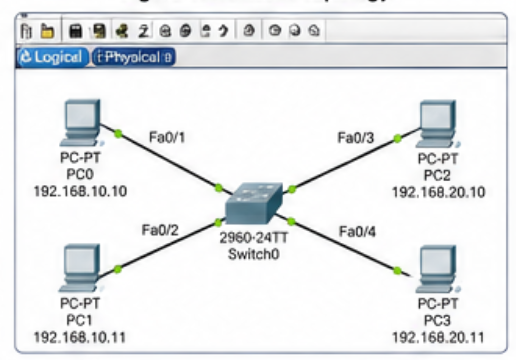 Logical Physolcal
Fa0/1
Fa0/3
PC-PT
PC0
192.168.10.10
PC-PT
PC2
192.168.20.10
Fa0/2
2960-24TT
Switch0
Fa0/4
PC-PT
PC1
192.168.10.11
PC-PT
PC3
192.168.20.11